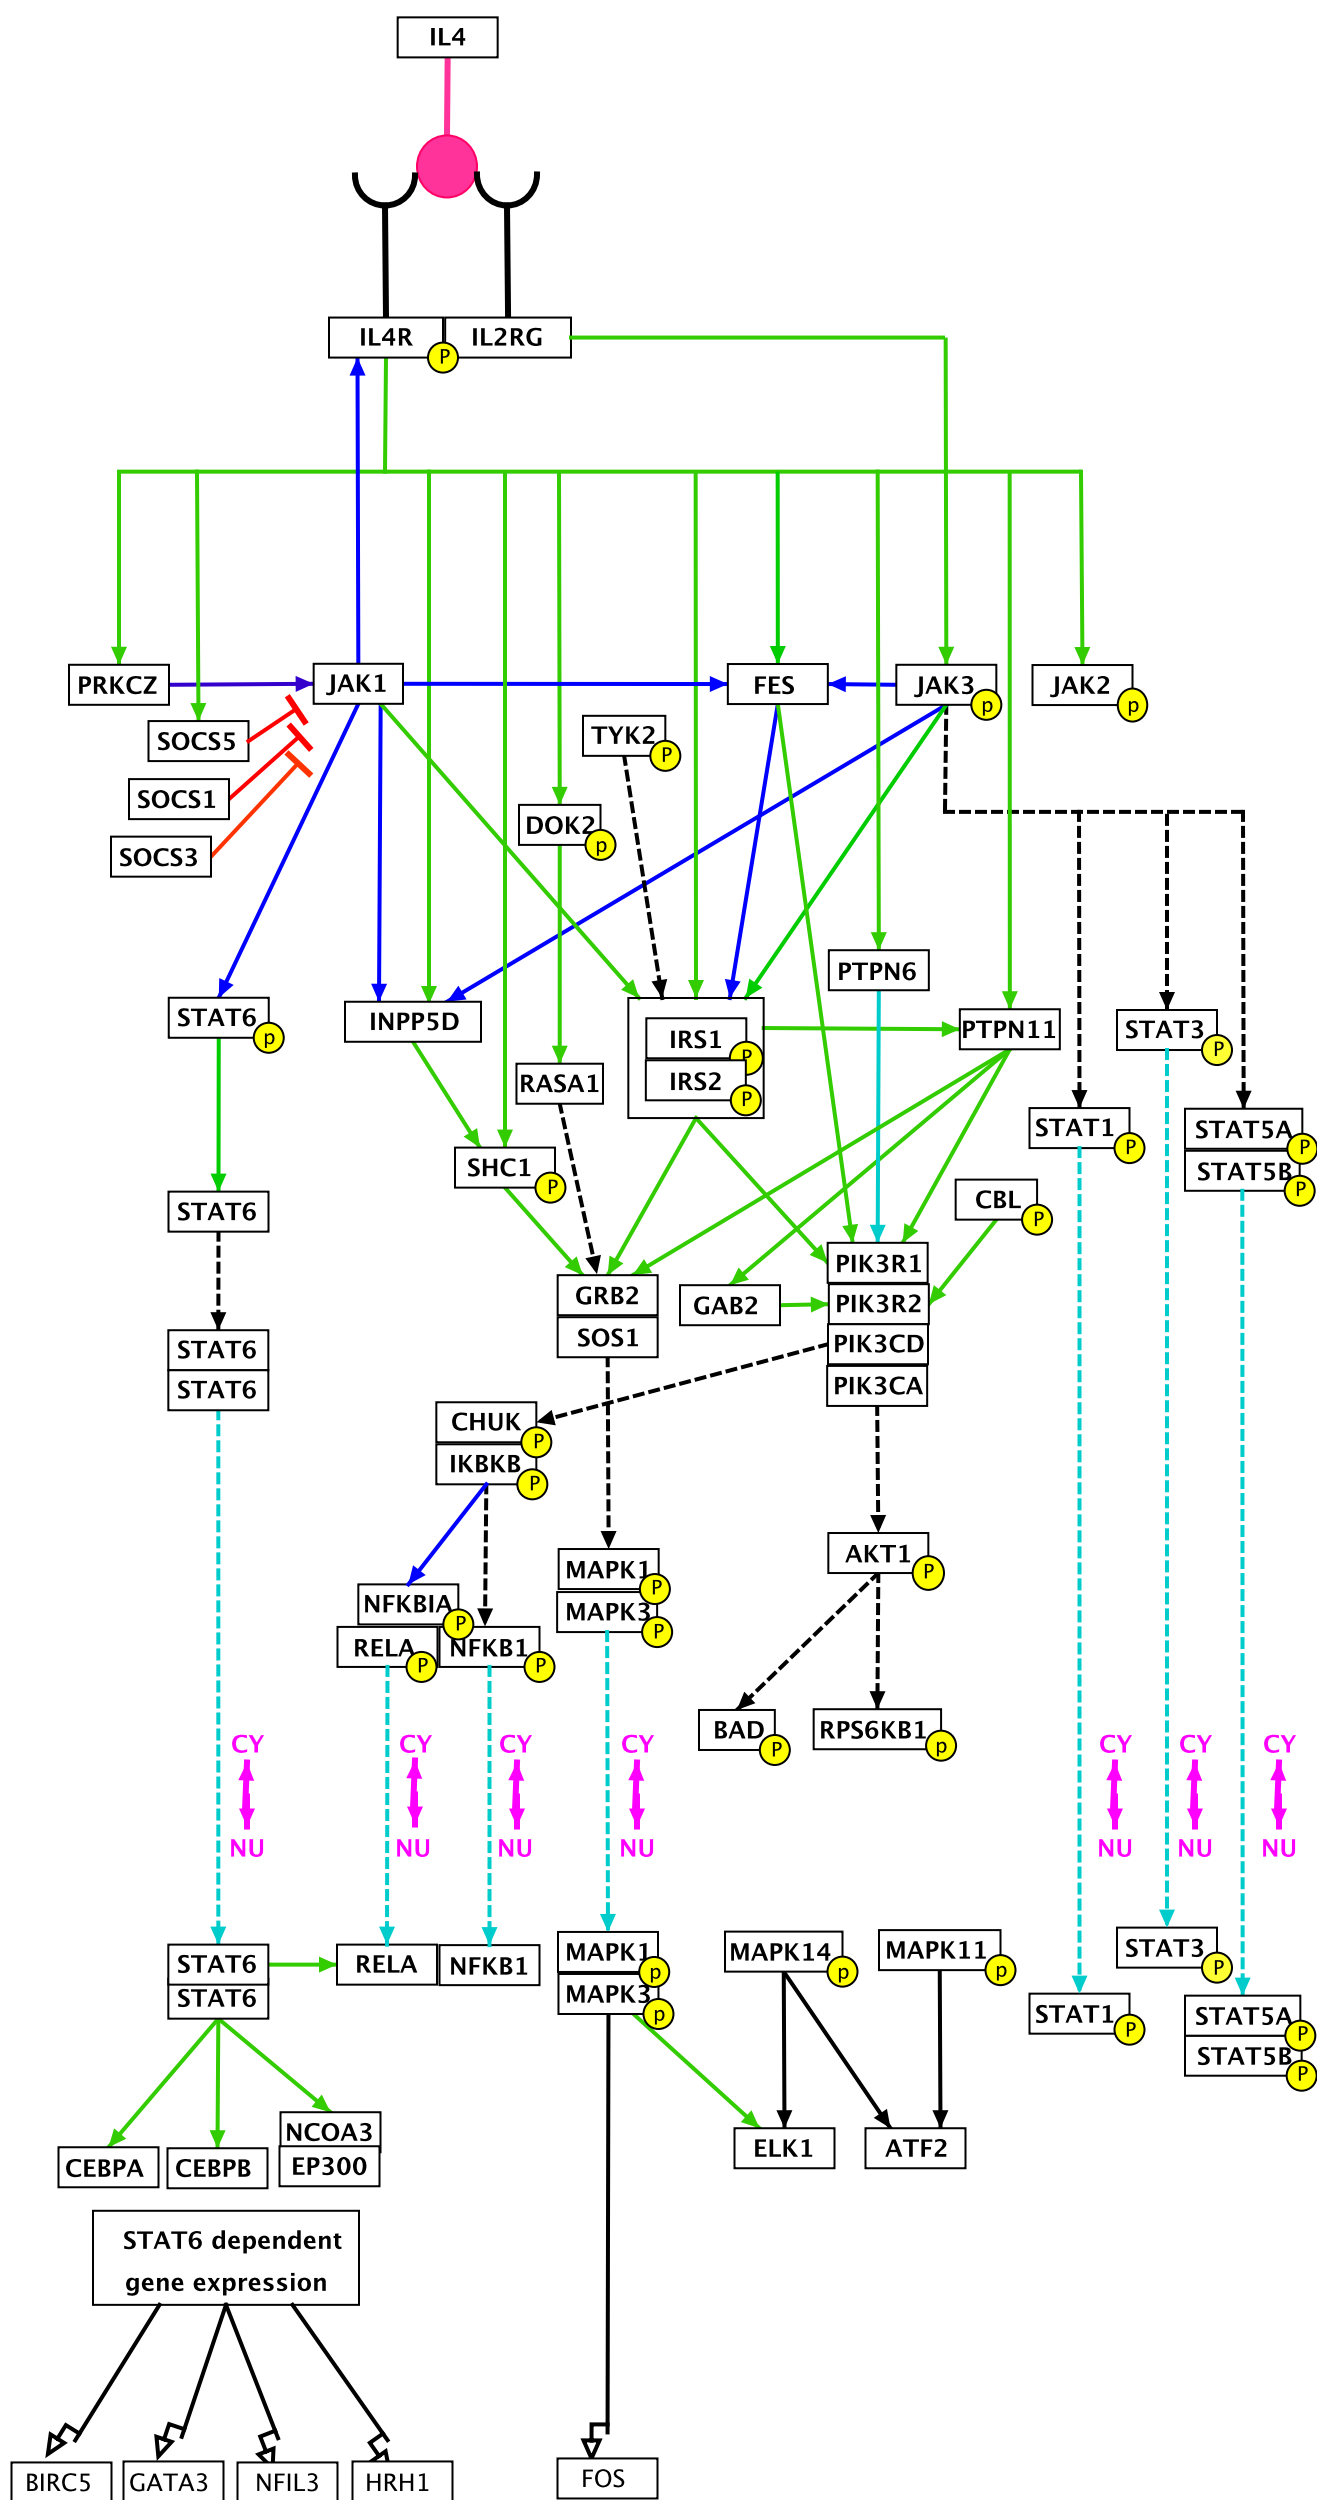 IL4
IL4R
P
IL2RG
PRKCZ
JAK1
FES
JAK3
p
JAK2
p
SOCS5
TYK2
P
SOCS1
DOK2
p
SOCS3
PTPN6
STAT6
p
INPP5D
IRS1
P
IRS2
P
PTPN11
STAT3
P
RASA1
STAT1
P
STAT5A
P
STAT5B
P
SHC1
P
CBL
P
STAT6
PIK3R1
GRB2
GAB2
PIK3R2
SOS1
PIK3CD
PIK3CA
STAT6
STAT6
CHUK
P
IKBKB
P
MAPK1
P
MAPK3
P
AKT1
P
NFKBIA
P
RELA
P
NFKB1
P
BAD
P
RPS6KB1
p
CY
CY
CY
CY
CY
CY
CY
NU
NU
NU
NU
NU
NU
NU
STAT6
STAT6
RELA
NFKB1
MAPK1
p
MAPK3
p
MAPK14
p
MAPK11
p
STAT3
P
STAT1
P
STAT5A
P
STAT5B
P
NCOA3
EP300
CEBPA
CEBPB
ELK1
ATF2
STAT6 dependent
gene expression
BIRC5
GATA3
NFIL3
HRH1
FOS